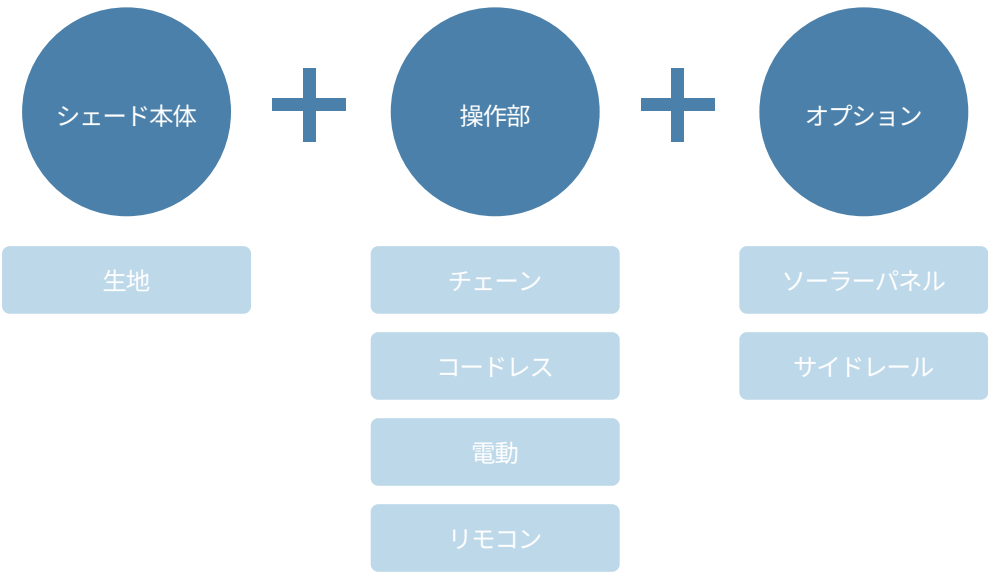 シェード本体
操作部
オプション
生地
チェーン
ソーラーパネル
コードレス
サイドレール
電動
リモコン